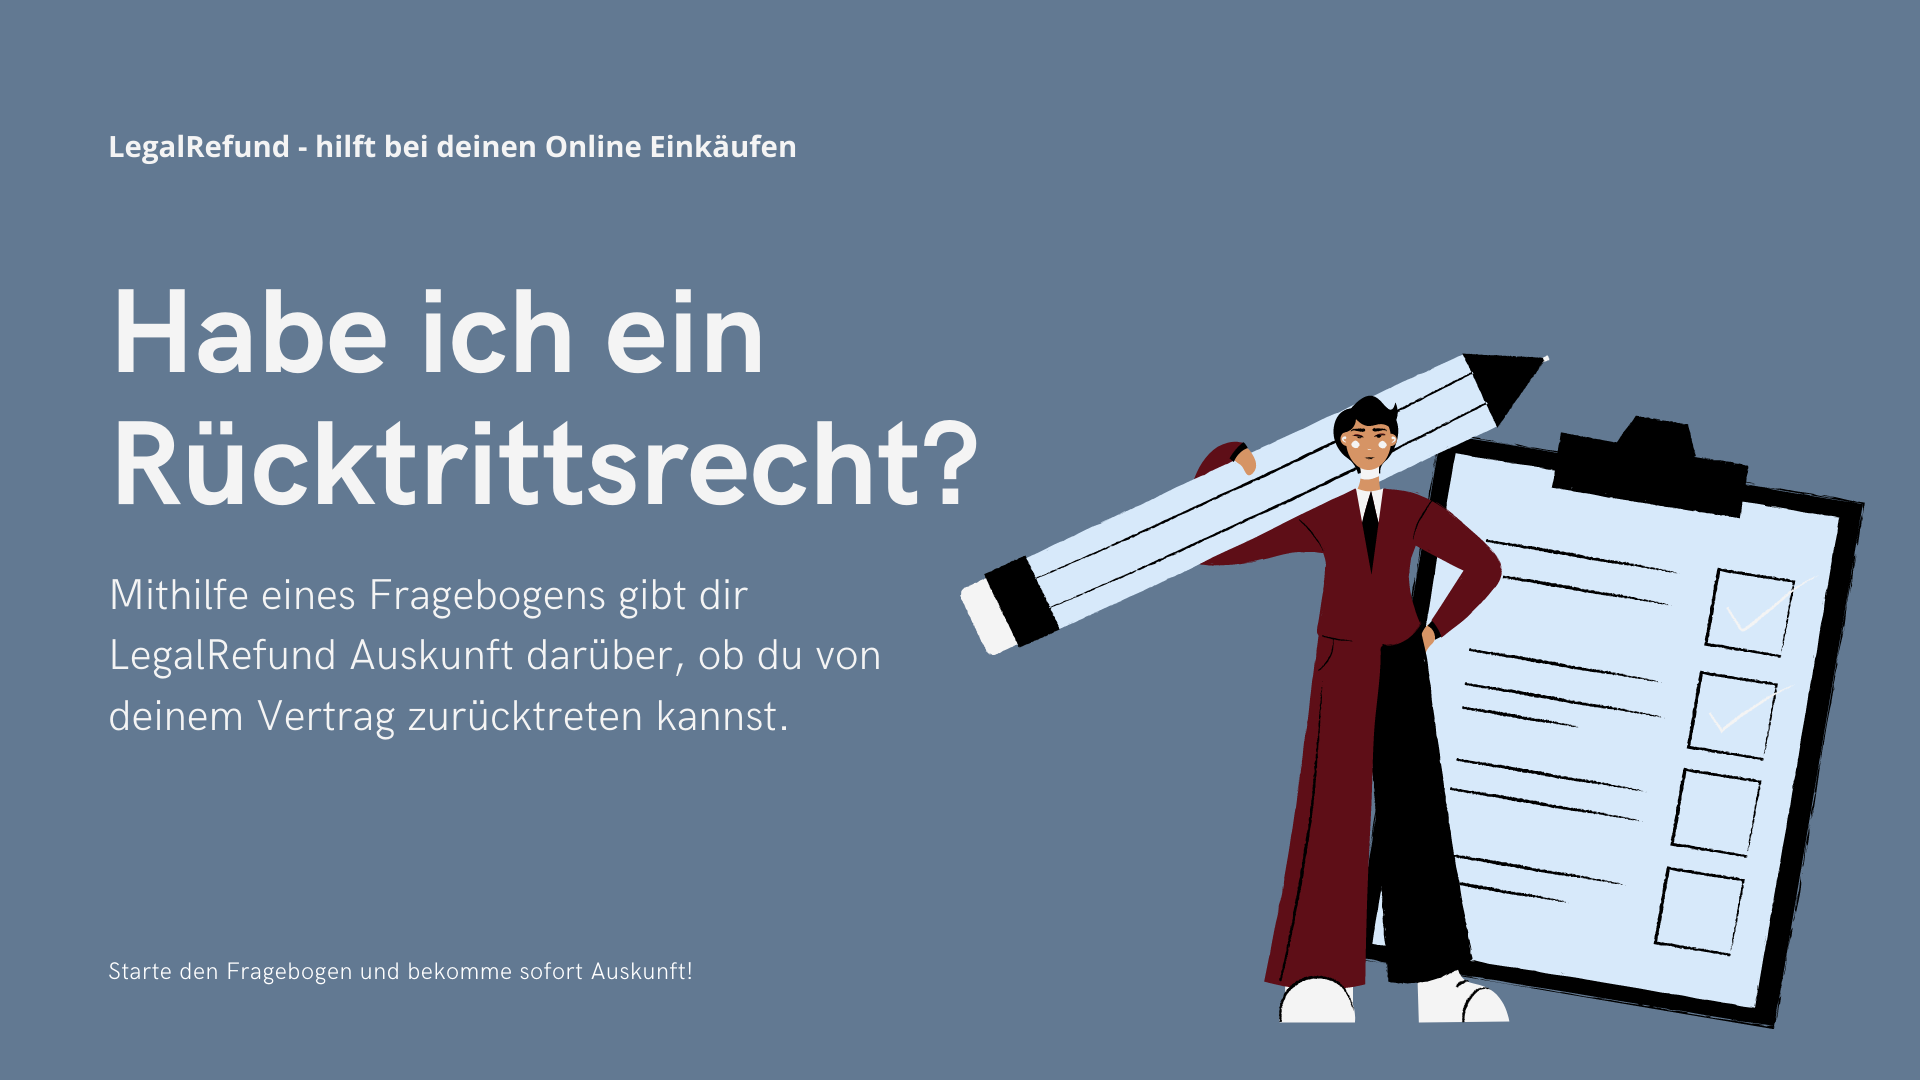 LegalRefund - hilft bei deinen Online Einkäufen
Habe ich ein
Rücktrittsrecht?
Mithilfe eines Fragebogens gibt dir
LegalRefund Auskunft darüber, ob du von
deinem Vertrag zurücktreten kannst.
Starte den Fragebogen und bekomme sofort Auskunft!